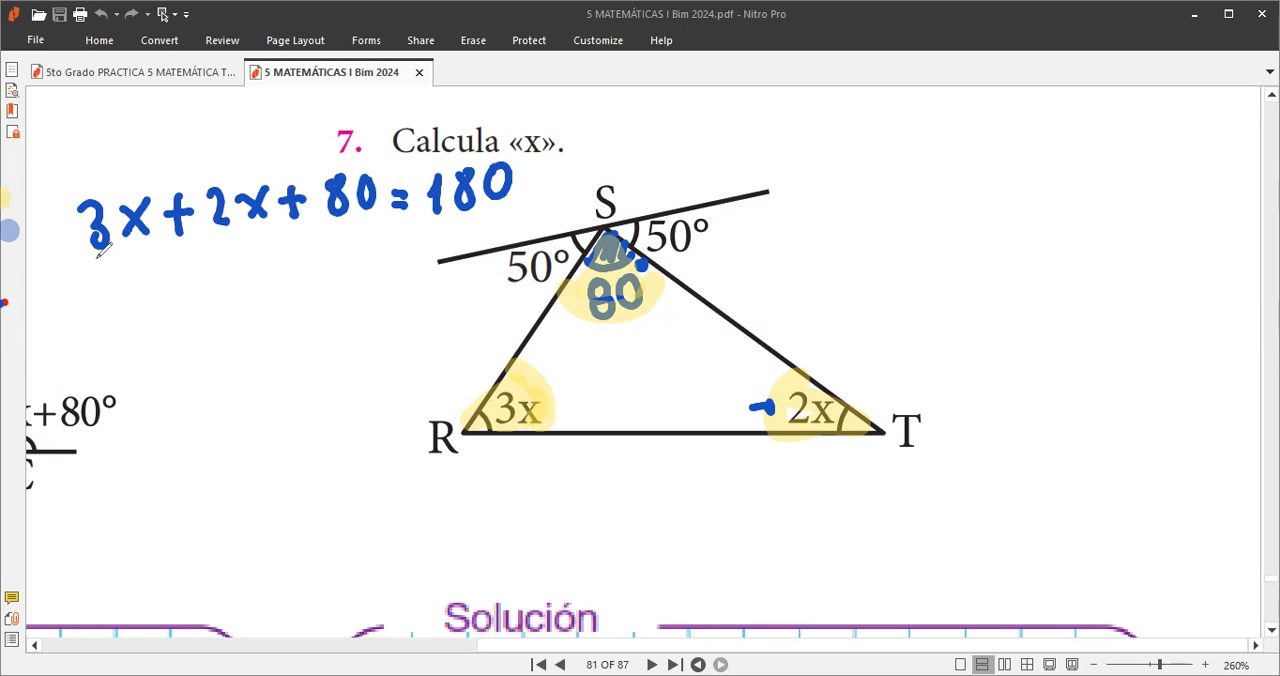 5 MATEMÁTICAS I Bim 2024.pdf - Nitro Pro
File Home Convert Review Page Layout Forms Share Erase Protect Customize Help
5to Grado PRACTICA 5 MATEMÁTICA T... 5 MATEMÁTICAS I Bim 2024
7. Calcula «x».
3x+2x+80=180
S
50° 50°
80
x+80°
3x 2x
R T
C
Solución
81 OF 87
260%